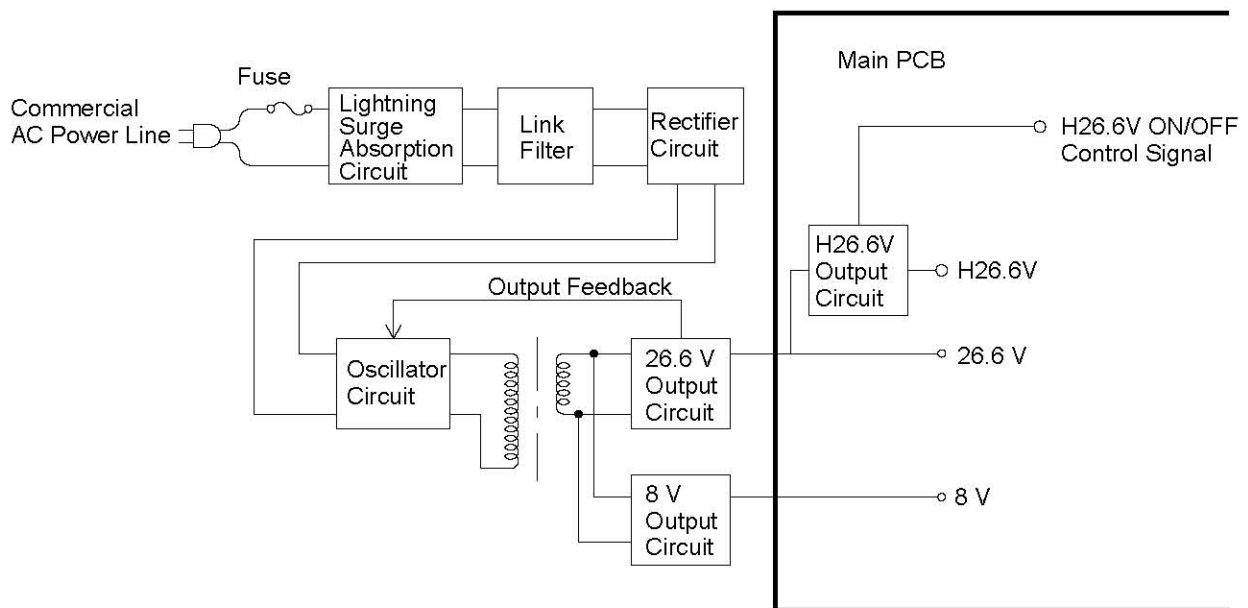 Main PCB
Fuse
Commercial
AC Power Line
Lightning
Surge
Absorption
Circuit
Link
Filter
Rectifier
Circuit
H26.6V ON/OFF
Control Signal
H26.6V
Output
Circuit
H26.6V
Output Feedback
Oscillator
Circuit
26.6 V
Output
Circuit
26.6 V
8 V
Output
Circuit
8 V